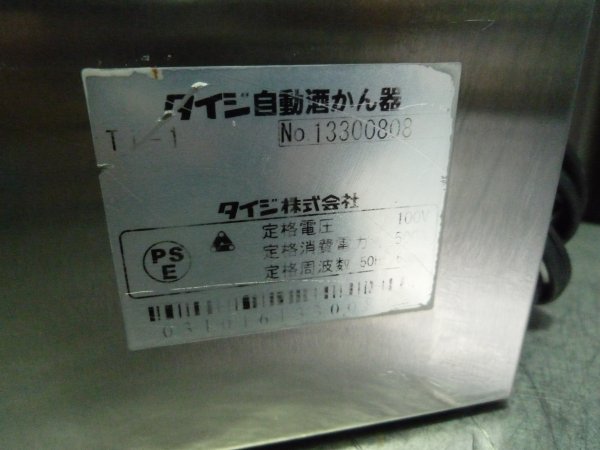 タイジ自動酒かん器
No 13300808
タイジ株式会社
定格電圧 100V
定格消費電力
定格周波数 50H
PS
E